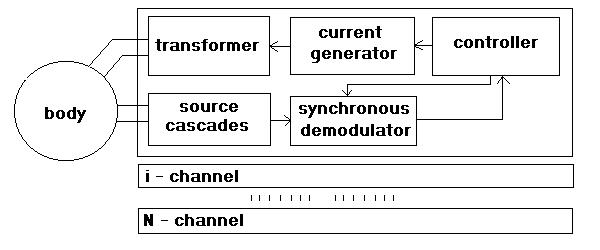 transformer
current
generator
controller
body
source
cascades
synchronous
demodulator
i - channel
N - channel